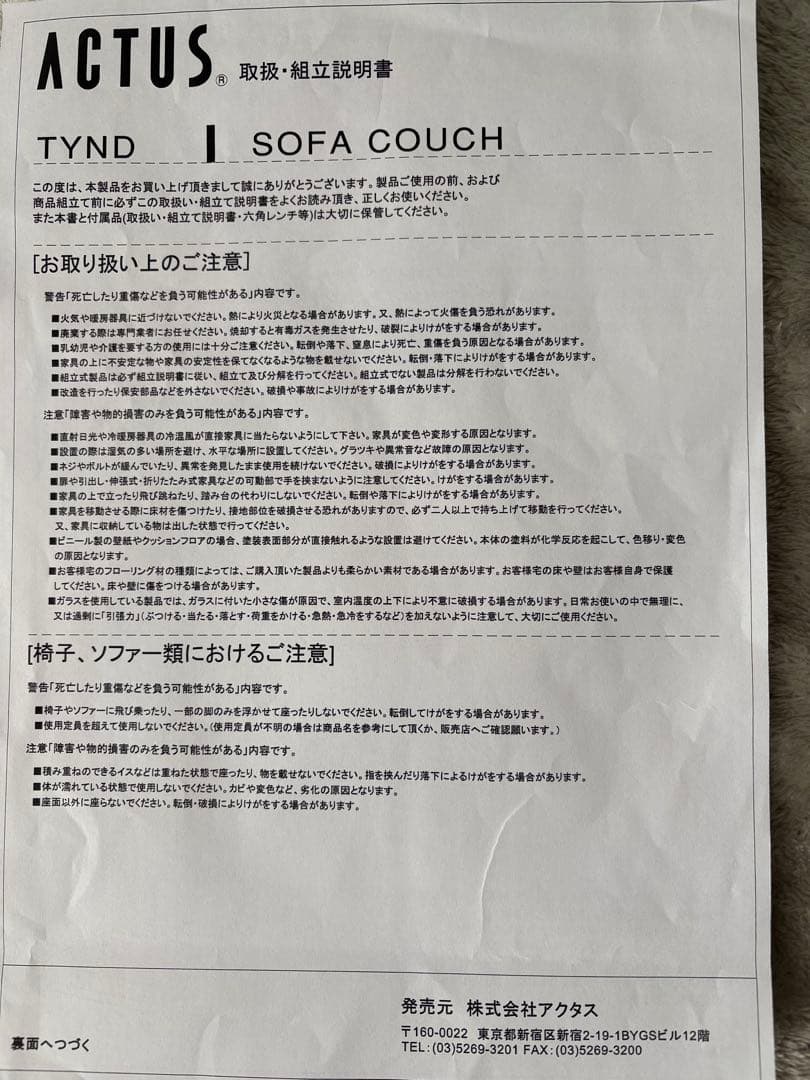 ACTUS® 取扱・組立説明書
TYND | SOFA COUCH
この度は、本製品をお買い上げ頂きまして誠にありがとうございます。製品ご使用の前、および
商品組立て前に必ずこの取扱い・組立て説明書をよくお読み頂き、正しくお使いください。
また本書と付属品(取扱い・組立て説明書・六角レンチ等)は大切に保管してください。
[お取り扱い上のご注意]
警告「死亡したり重傷などを負う可能性がある」内容です。
■火気や暖房器具に近づけないでください。熱により火災となる場合があります。又、熱によって火傷を負う恐れがあります。
■廃棄する際は専門業者にお任せください。焼却すると有毒ガスを発生させたり、破裂によりけがをする場合があります。
■乳幼児や介護を要する方の使用には十分ご注意ください。転倒や落下、窒息により死亡、重傷を負う原因となる場合があります。
■家具の上に不安定な物や家具の安定性を保てなくなるような物を載せないでください。転倒・落下によりけがをする場合があります。
■組立式製品は必ず組立説明書に従い、組立て及び分解を行ってください。組立式でない製品は分解を行わないでください。
■改造を行ったり保安部品などを外さないでください。破損や事故によりけがをする場合があります。
注意「障害や物的損害のみを負う可能性がある」内容です。
■直射日光や冷暖房器具の冷温風が直接家具に当たらないようにして下さい。家具が変色や変形する原因となります。
■設置の際は湿気の多い場所を避け、水平な場所に設置してください。グラツキや異常音など故障の原因となります。
■ネジやボルトが緩んでいたり、異常を発見したまま使用を続けないでください。破損によりけがをする場合があります。
■扉や引出し・伸張式・折りたたみ式家具などの可動部で手を挟まないように注意してください。けがをする場合があります。
■家具の上で立ったり飛び跳ねたり、踏み台の代わりにしないでください。転倒や落下によりけがをする場合があります。
■家具を移動させる際に床材を傷つけたり、接地部位を破損させる恐れがありますので、必ず二人以上で持ち上げて移動を行ってください。
又、家具に収納している物は出した状態で行ってください。
■ビニール製の壁紙やクッションフロアの場合、塗装表面部分が直接触れるような設置は避けてください。本体の塗料が化学反応を起こして、色移り・変色
の原因となります。
■お客様宅のフローリング材の種類によっては、ご購入頂いた製品よりも柔らかい素材である場合があります。お客様宅の床や壁はお客様自身で保護
してください。床や壁に傷をつける場合があります。
■ガラスを使用している製品では、ガラスに付いた小さな傷が原因で、室内温度の上下により不意に破損する場合があります。日常お使いの中で無理に、
又は過剰に「引張力」(ぶつける・当たる・落とす・荷重をかける・急熱・急冷をするなど)を加えないように注意して、大切にご使用ください。
[椅子、ソファー類におけるご注意]
警告「死亡したり重傷などを負う可能性がある」内容です。
■椅子やソファーに飛び乗ったり、一部の脚のみを浮かせて座ったりしないでください。転倒してけがをする場合があります。
■使用定員を超えて使用しないでください。(使用定員が不明の場合は商品名を参考にして頂くか、販売店へご確認願います。)
注意「障害や物的損害のみを負う可能性がある」内容です。
■積み重ねのできるイスなどは重ねた状態で座ったり、物を載せないでください。指を挟んだり落下によるけがをする場合があります。
■体が濡れている状態で使用しないでください。カビや変色など、劣化の原因となります。
■座面以外に座らないでください。転倒・破損によりけがをする場合があります。
発売元 株式会社アクタス
〒160-0022 東京都新宿区新宿2-19-1BYGSビル12階
TEL:(03)5269-3201 FAX:(03)5269-3200
裏面へつづく